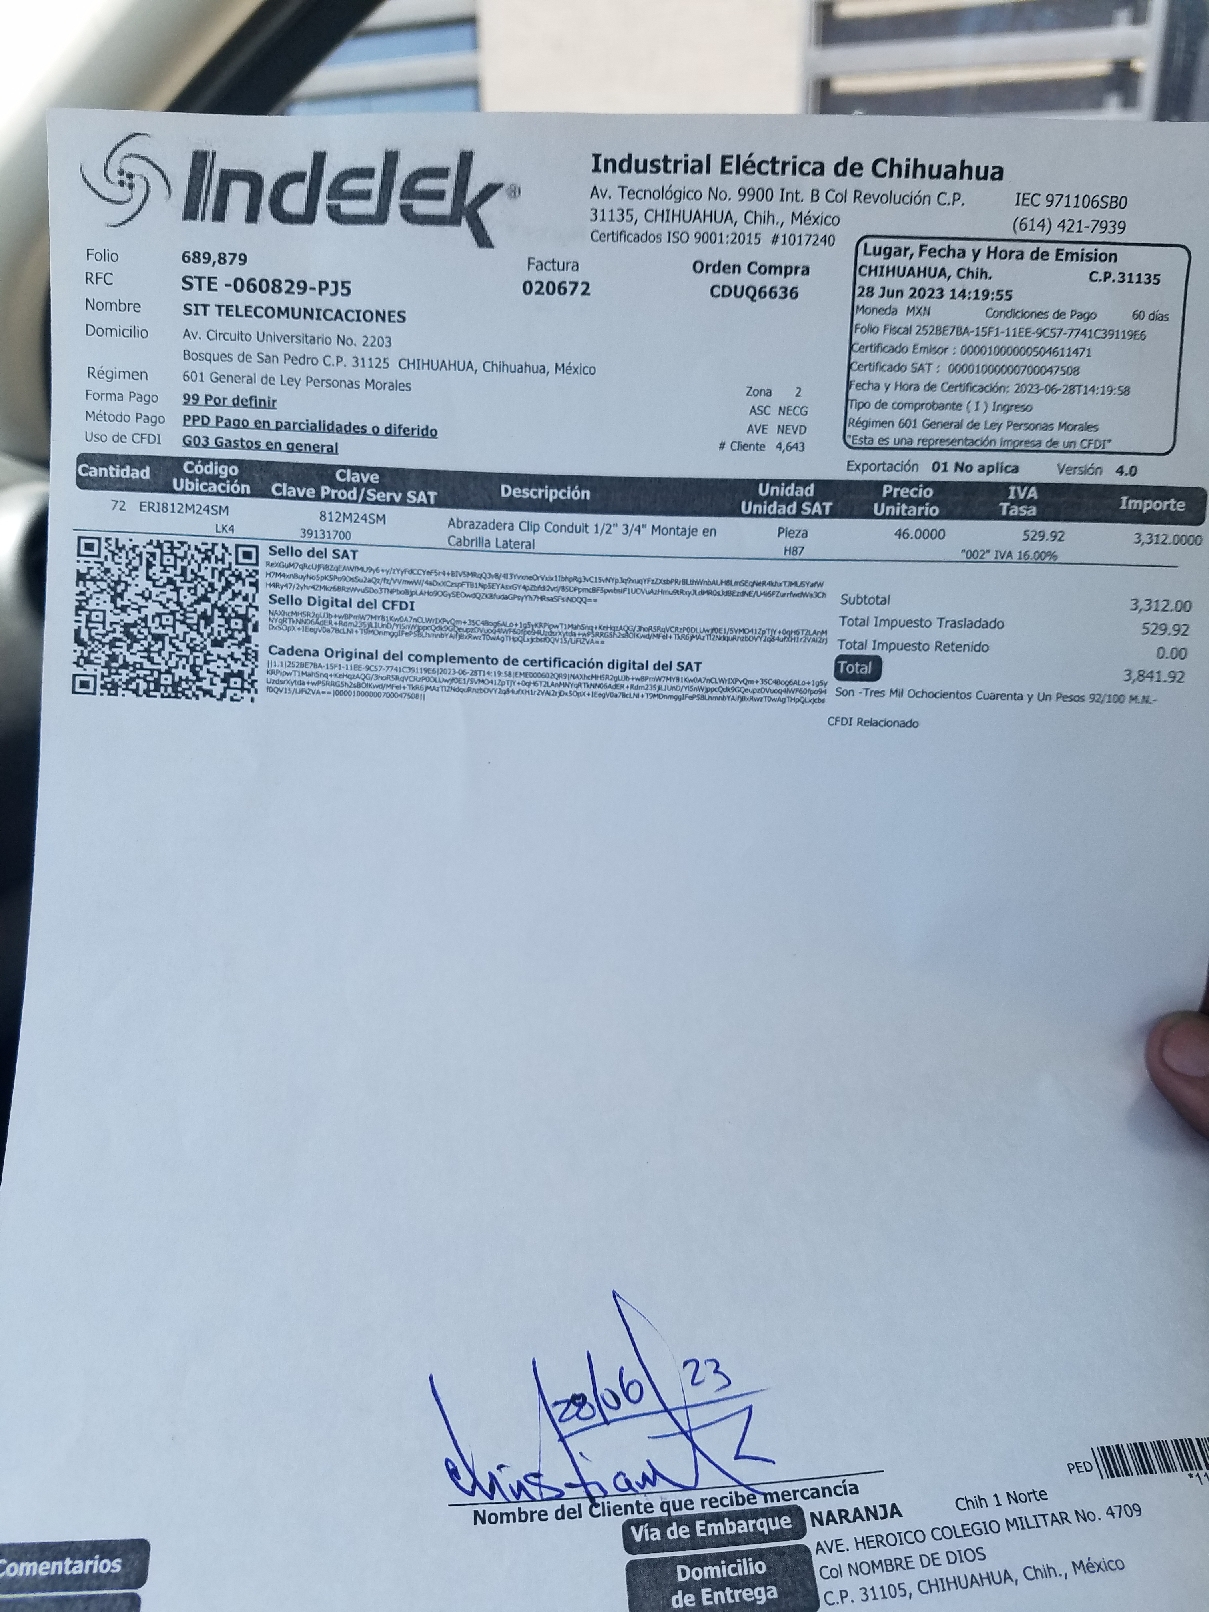 Indelek®
Industrial Eléctrica de Chihuahua
Av. Tecnológico No. 9900 Int. B Col Revolución C.P.
31135, CHIHUAHUA, Chih., México
Certificados ISO 9001:2015 #1017240
IEC 971106SB0
(614) 421-7939
Folio 689,879
RFC STE -060829-PJ5
Nombre SIT TELECOMUNICACIONES
Domicilio Av. Circuito Universitario No. 2203
Bosques de San Pedro C.P. 31125 CHIHUAHUA, Chihuahua, México
Régimen 601 General de Ley Personas Morales
Forma Pago 99 Por definir
Método Pago PPD Pago en parcialidades o diferido
Uso de CFDI G03 Gastos en general
Factura
020672
Orden Compra
CDUQ6636
Zona 2
ASC NECG
AVE NEVD
# Cliente 4,643
Lugar, Fecha y Hora de Emision
CHIHUAHUA, Chih. C.P.31135
28 Jun 2023 14:19:55
Moneda MXN Condiciones de Pago 60 días
Folio Fiscal 252BE7BA-15F1-11EE-9C57-7741C39119E6
Certificado Emisor : 00001000000504611471
Certificado SAT : 00001000000700047508
Fecha y Hora de Certificación: 2023-06-28T14:19:58
Tipo de comprobante ( I ) Ingreso
Régimen 601 General de Ley Personas Morales
"Esta es una representación impresa de un CFDI"
Exportación 01 No aplica Versión 4.0
Cantidad Código Ubicación Clave Clave Prod/Serv SAT Descripción Unidad Unidad SAT Precio Unitario IVA Tasa Importe
72 ERI812M24SM 812M24SM Abrazadera Clip Conduit 1/2" 3/4" Montaje en Pieza 46.0000 529.92 3,312.0000
LK4 39131700 Cabrilla Lateral H87 "002" IVA 16.00%
Sello del SAT
Sello Digital del CFDI
Cadena Original del complemento de certificación digital del SAT
Subtotal 3,312.00
Total Impuesto Trasladado 529.92
Total Impuesto Retenido 0.00
Total 3,841.92
Son -Tres Mil Ochocientos Cuarenta y Un Pesos 92/100 M.N.-
CFDI Relacionado
28/06/23
Christian
Nombre del Cliente que recibe mercancía
PED
Vía de Embarque NARANJA Chih 1 Norte
Domicilio de Entrega
AVE. HEROICO COLEGIO MILITAR No. 4709
Col NOMBRE DE DIOS
C.P. 31105, CHIHUAHUA, Chih., México
Comentarios